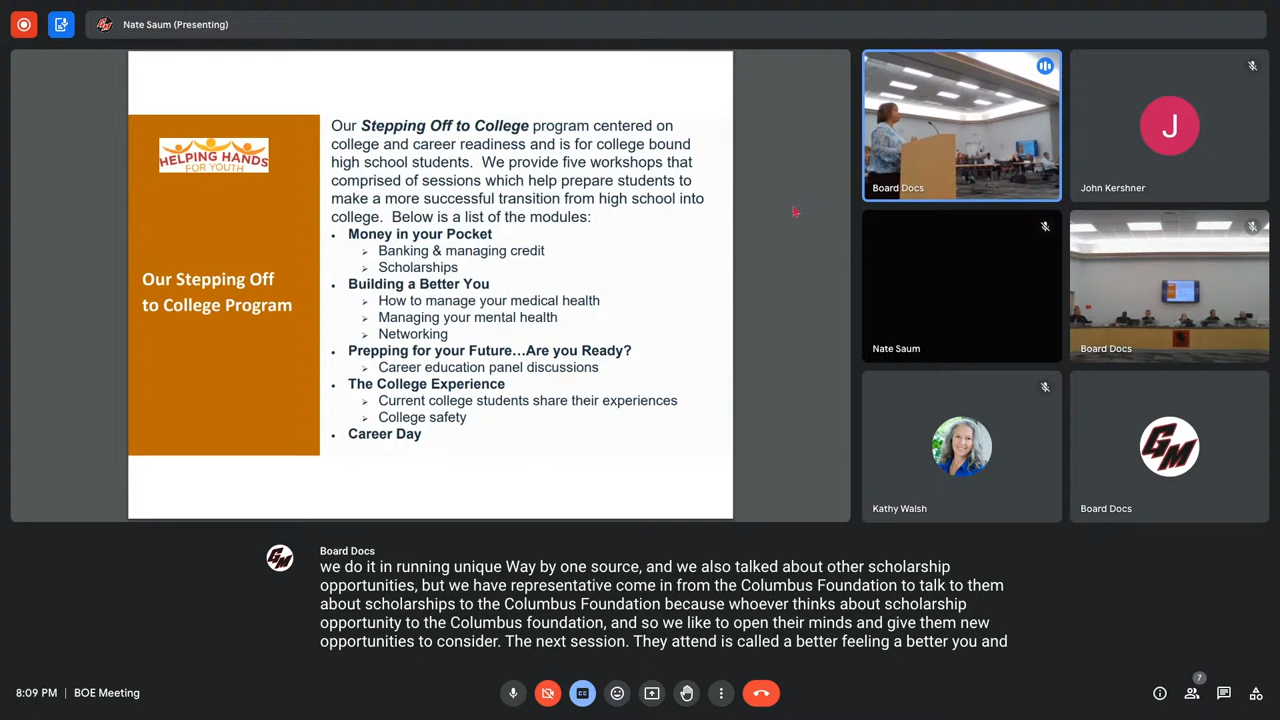 Nate Saum (Presenting)
HELPING HANDS
FOR YOUTH
Our Stepping Off
to College Program
Our Stepping Off to College program centered on
college and career readiness and is for college bound
high school students. We provide five workshops that
comprised of sessions which help prepare students to
make a more successful transition from high school into
college. Below is a list of the modules:
• Money in your Pocket
➢ Banking & managing credit
➢ Scholarships
• Building a Better You
➢ How to manage your medical health
➢ Managing your mental health
➢ Networking
• Prepping for your Future…Are you Ready?
➢ Career education panel discussions
• The College Experience
➢ Current college students share their experiences
➢ College safety
• Career Day
Board Docs
J
John Kershner
Nate Saum
Board Docs
Kathy Walsh
GM
Board Docs
Board Docs
we do it in running unique Way by one source, and we also talked about other scholarship
opportunities, but we have representative come in from the Columbus Foundation to talk to them
about scholarships to the Columbus Foundation because whoever thinks about scholarship
opportunity to the Columbus foundation, and so we like to open their minds and give them new
opportunities to consider. The next session. They attend is called a better feeling a better you and
8:09 PM | BOE Meeting
CC
7